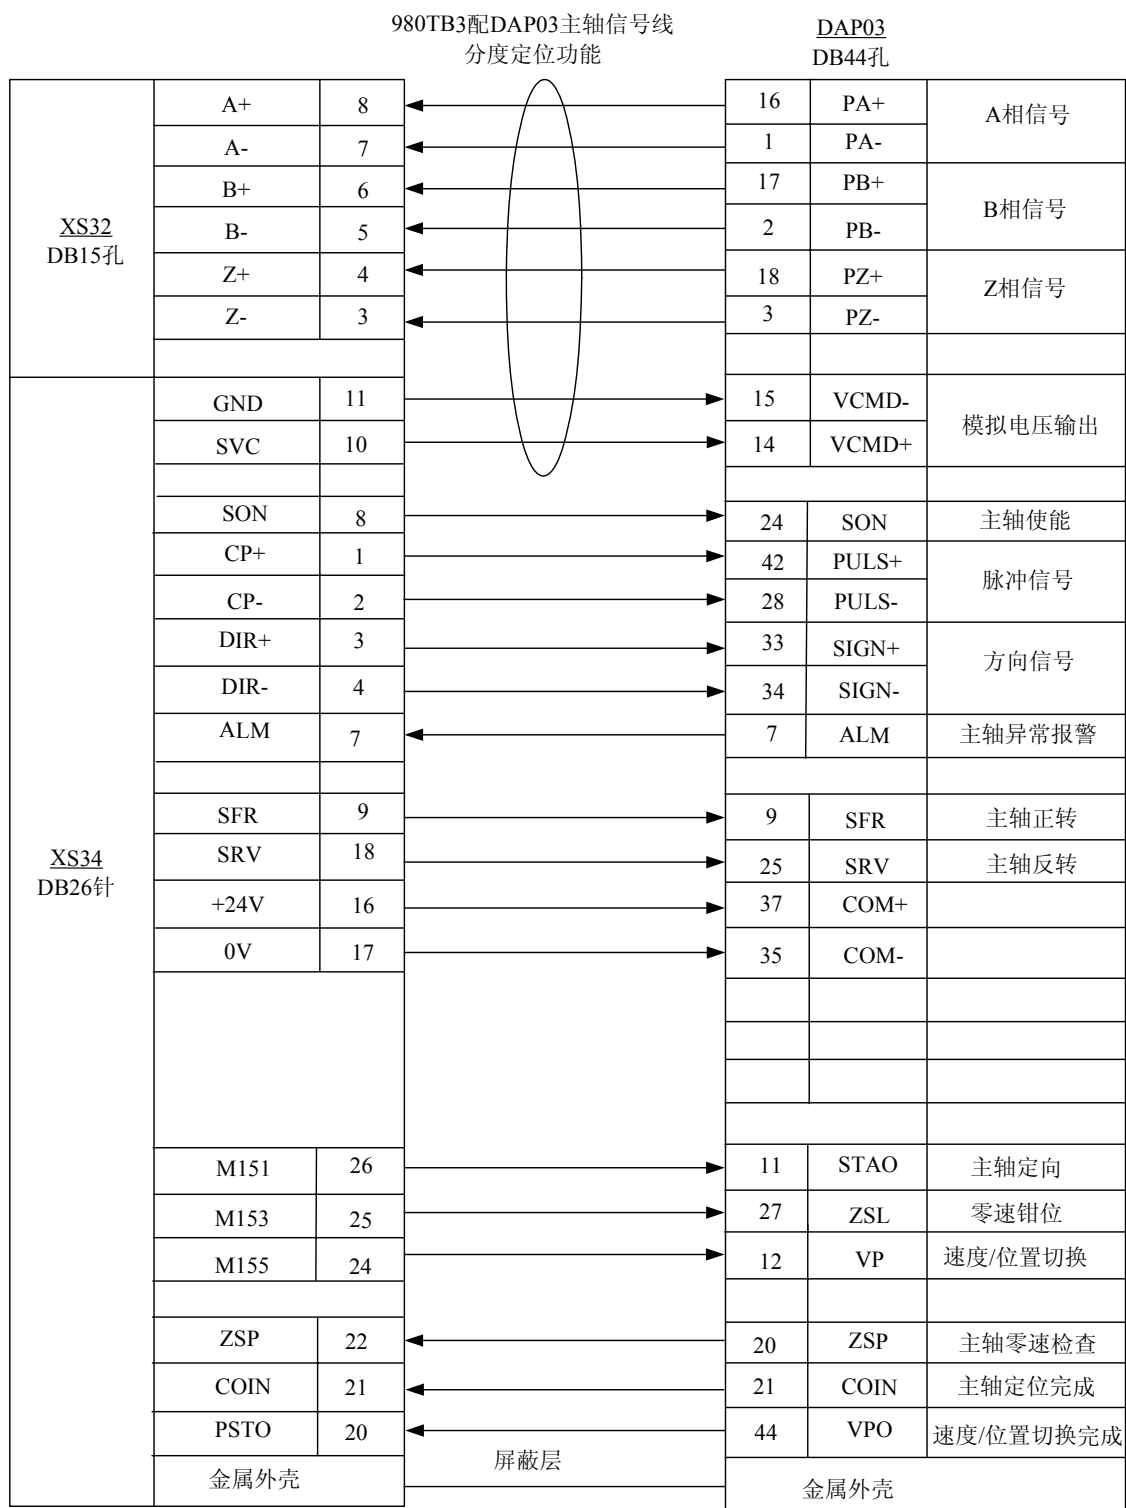 980TB3配DAP03主轴信号线
分度定位功能
DAP03
DB44孔
XS32
DB15孔
A+ 8 16 PA+ A相信号
A- 7 1 PA-
B+ 6 17 PB+ B相信号
B- 5 2 PB-
Z+ 4 18 PZ+ Z相信号
Z- 3 3 PZ-
XS34
DB26针
GND 11 15 VCMD- 模拟电压输出
SVC 10 14 VCMD+
SON 8 24 SON 主轴使能
CP+ 1 42 PULS+ 脉冲信号
CP- 2 28 PULS-
DIR+ 3 33 SIGN+ 方向信号
DIR- 4 34 SIGN-
ALM 7 7 ALM 主轴异常报警
SFR 9 9 SFR 主轴正转
SRV 18 25 SRV 主轴反转
+24V 16 37 COM+
0V 17 35 COM-
M151 26 11 STAO 主轴定向
M153 25 27 ZSL 零速钳位
M155 24 12 VP 速度/位置切换
ZSP 22 20 ZSP 主轴零速检查
COIN 21 21 COIN 主轴定位完成
PSTO 20 44 VPO 速度/位置切换完成
金属外壳 屏蔽层 金属外壳